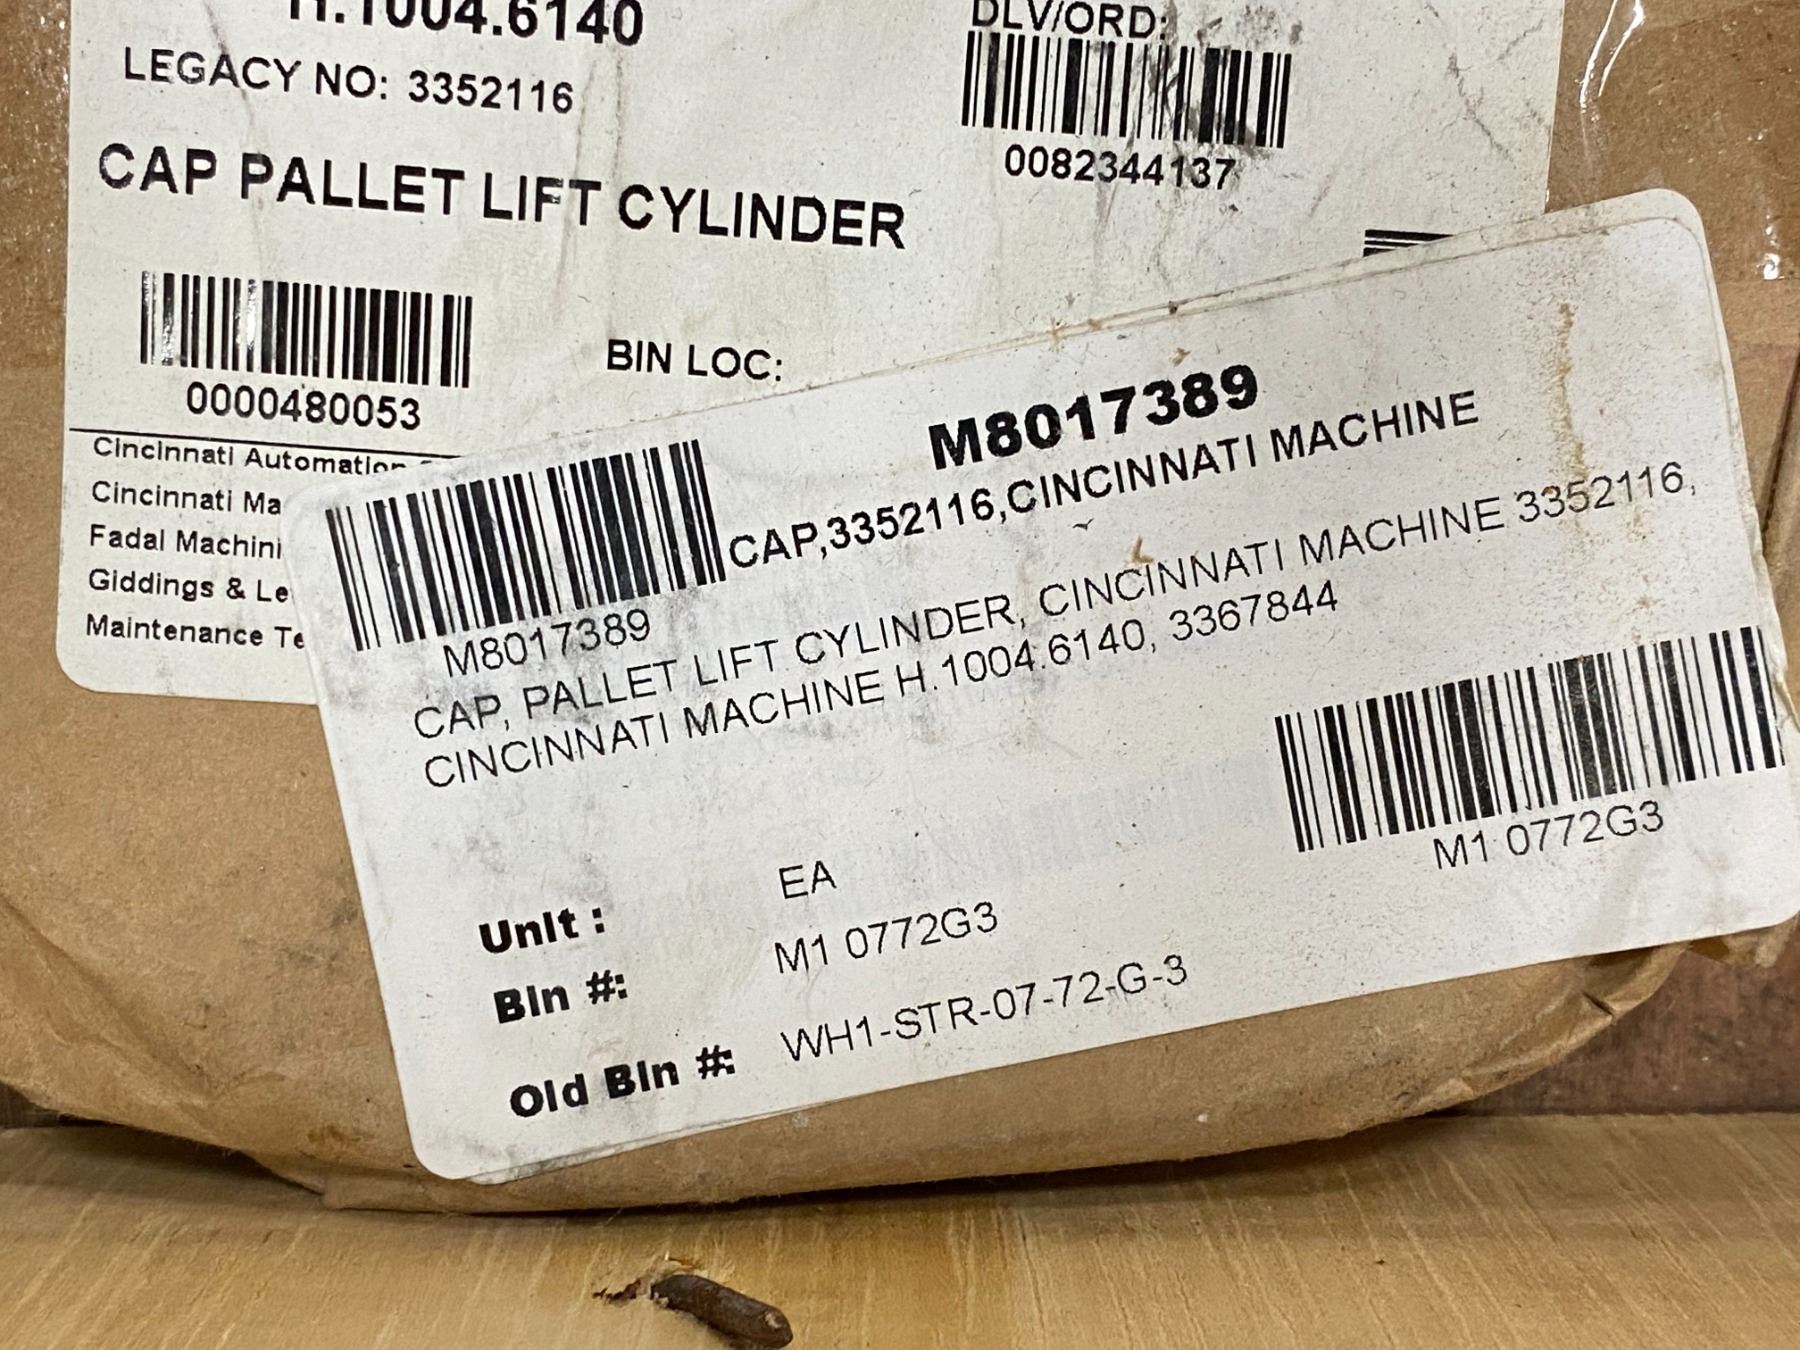 H.1004.6140
LEGACY NO: 3352116
CAP PALLET LIFT CYLINDER
0000480053
DLV/ORD:
0082344137
BIN LOC:
Cincinnati Automation
Cincinnati Ma
Fadal Machini
Giddings & Le
Maintenance Te
M8017389
CAP,3352116,CINCINNATI MACHINE
M8017389
CAP, PALLET LIFT CYLINDER, CINCINNATI MACHINE 3352116,
CINCINNATI MACHINE H.1004.6140, 3367844
M1 0772G3
Unit : EA
Bin #: M1 0772G3
Old Bin #: WH1-STR-07-72-G-3